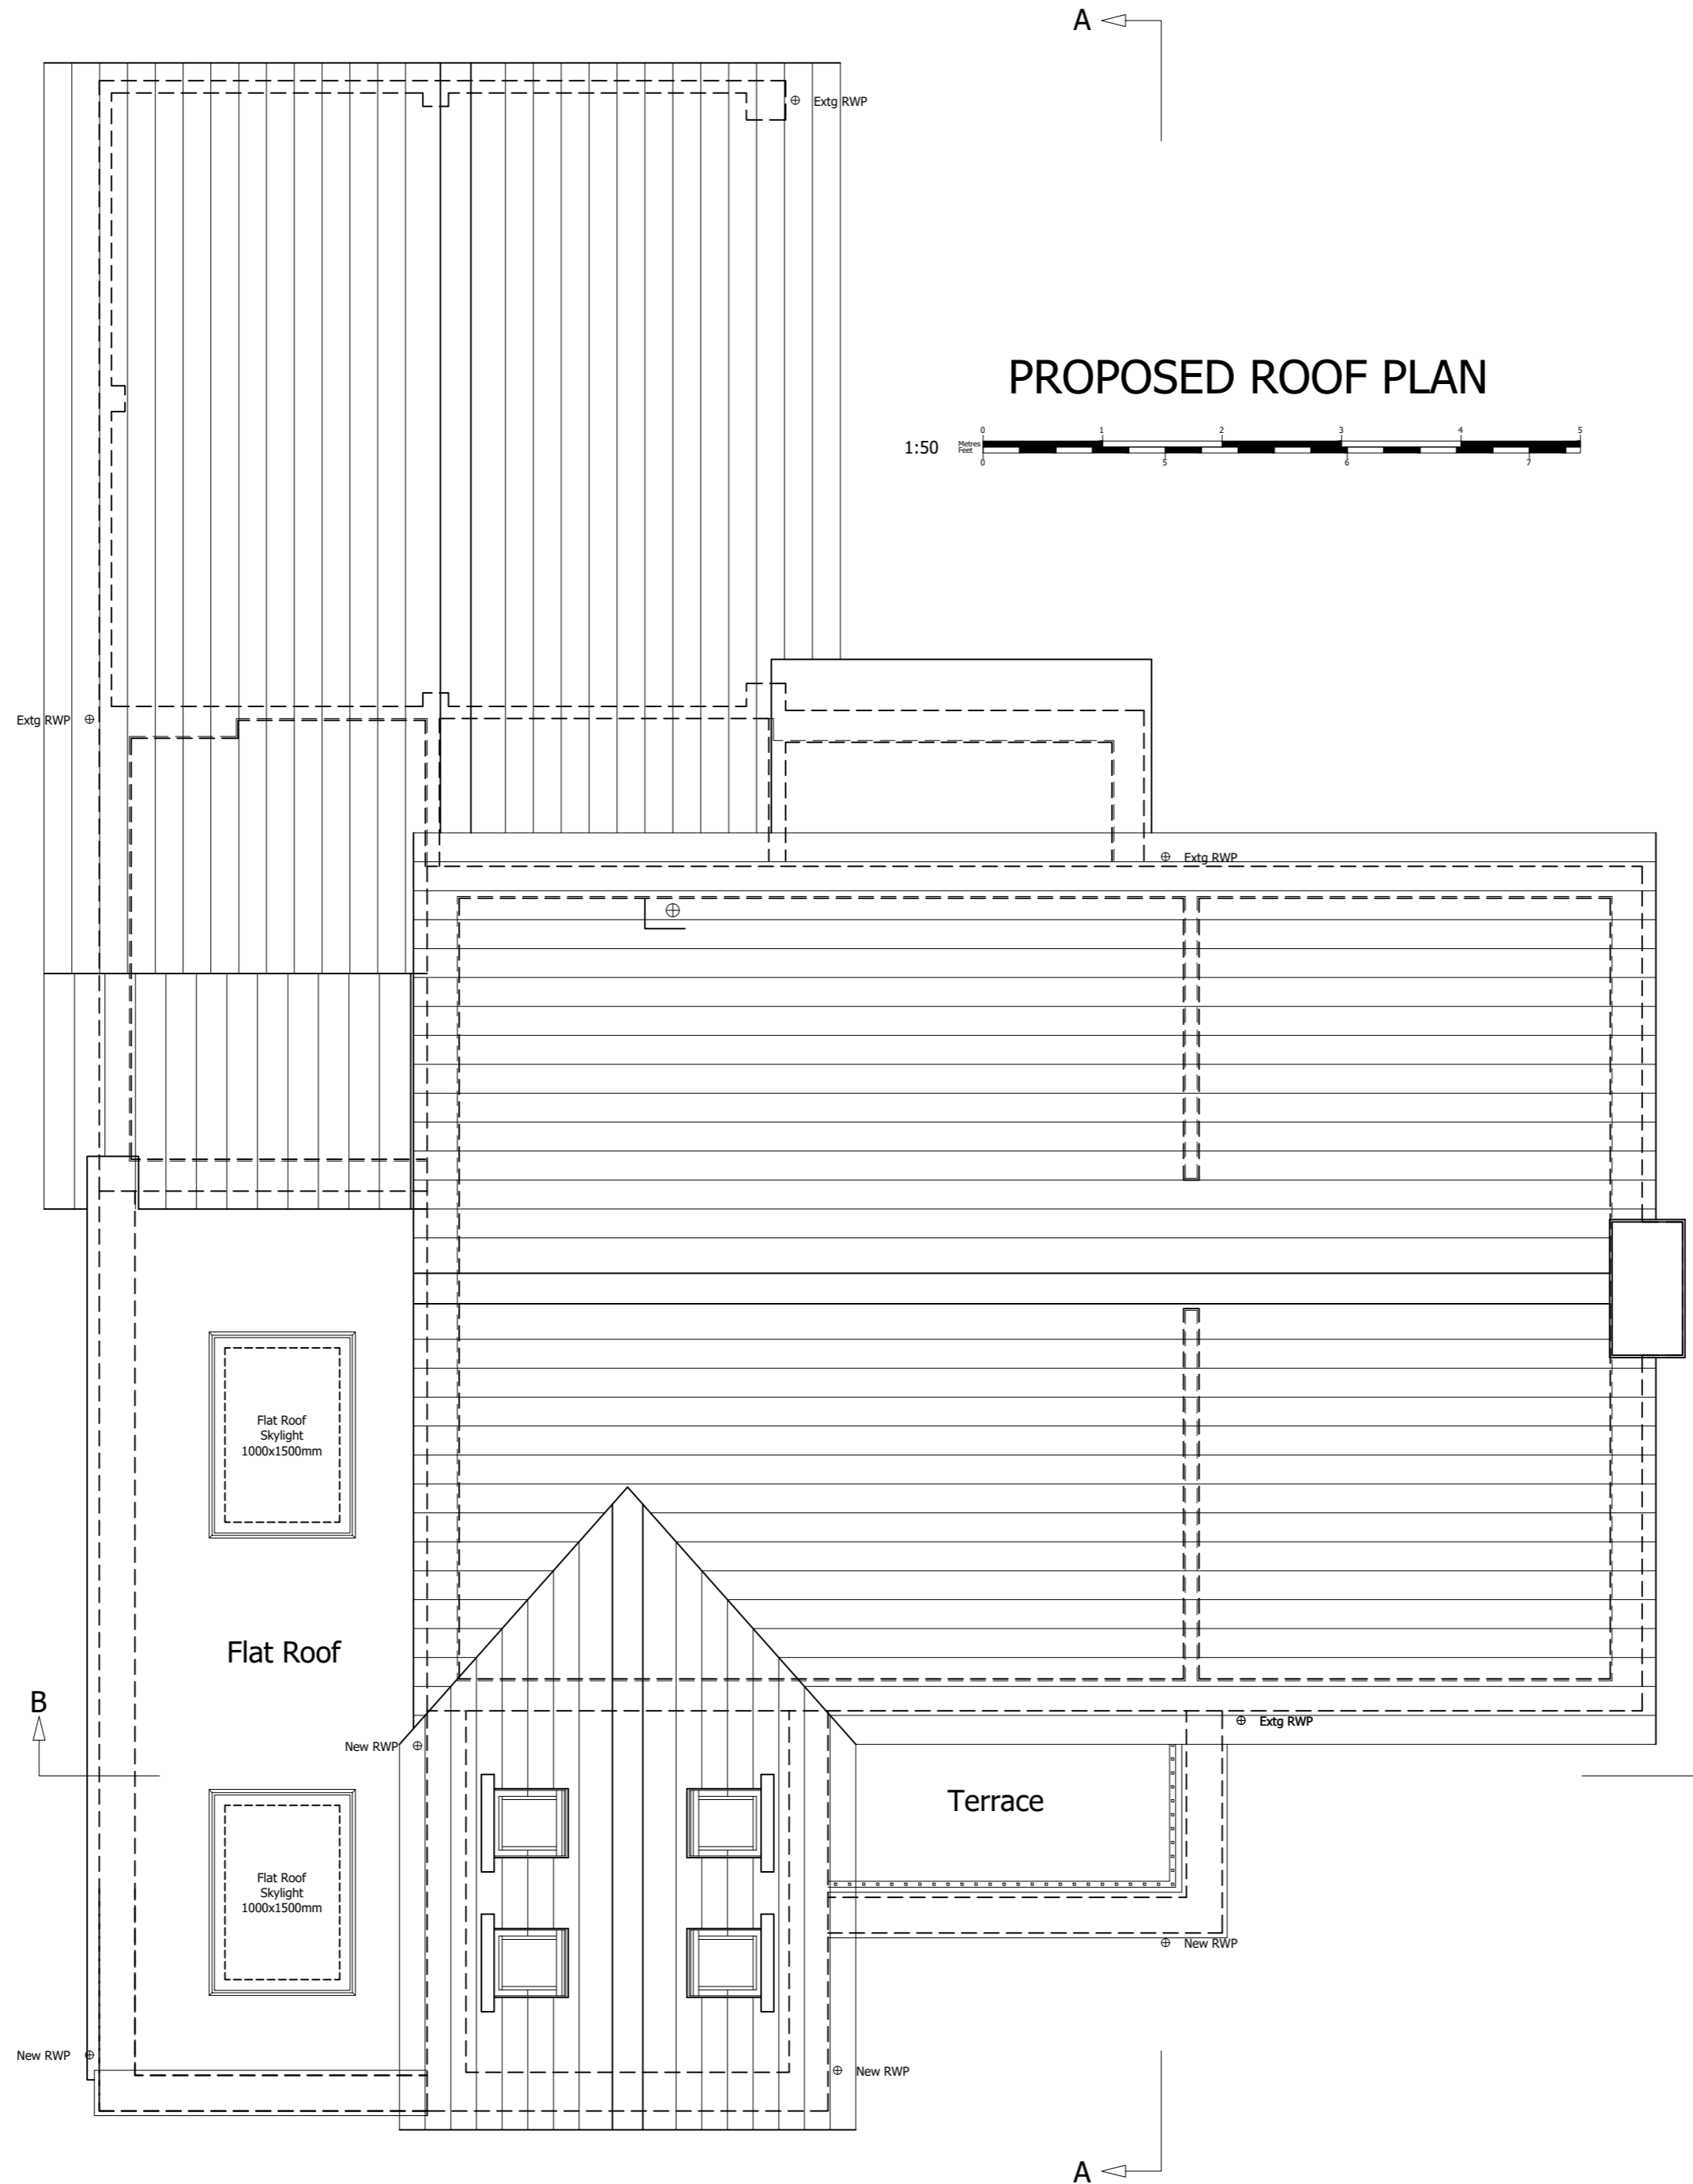 A
Extg RWP
PROPOSED ROOF PLAN
0 1 2 3 4 5
1:50 Metres
Feet
0 5 6 7
Extg RWP
Extg RWP
Flat Roof
Skylight
1000x1500mm
Flat Roof
B
Extg RWP
New RWP
Terrace
Flat Roof
Skylight
1000x1500mm
New RWP
New RWP
New RWP
A